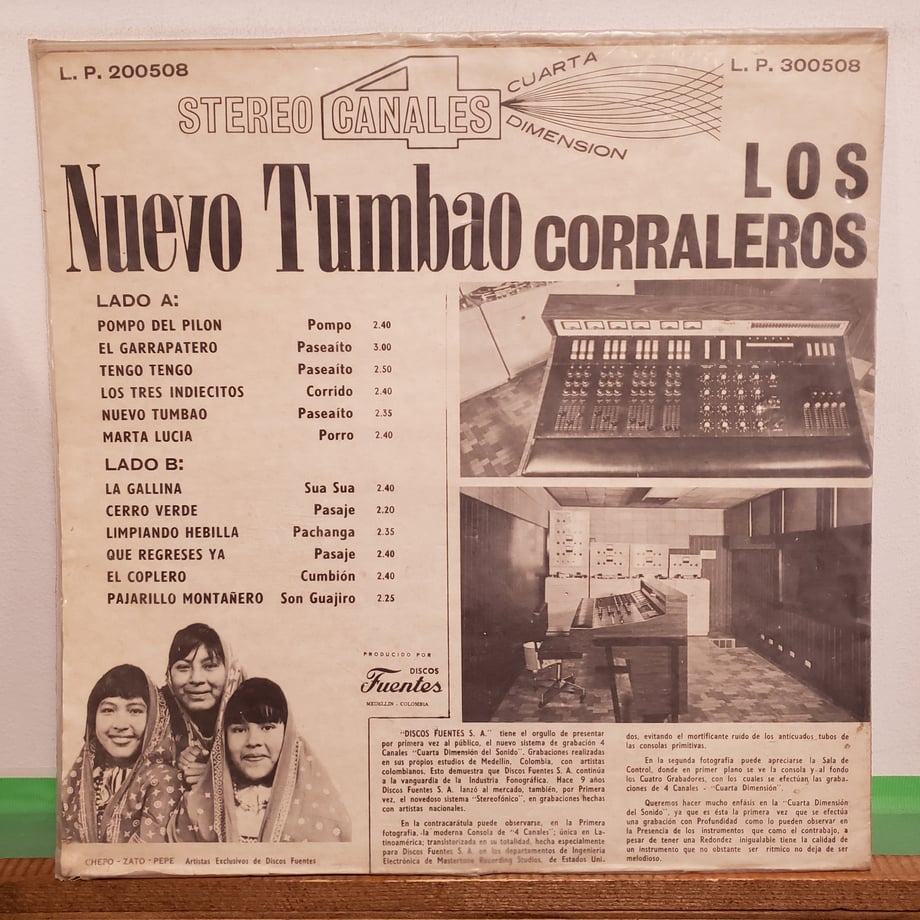 L. P. 200508
STEREO 4 CANALES
CUARTA
DIMENSION
L. P. 300508
Nuevo Tumbao
LOS
CORRALEROS
LADO A:
POMPO DEL PILON Pompo 2.40
EL GARRAPATERO Paseaíto 3.00
TENGO TENGO Paseaíto 2.50
LOS TRES INDIECITOS Corrido 2.40
NUEVO TUMBAO Paseaíto 2.35
MARTA LUCIA Porro 2.40
LADO B:
LA GALLINA Sua Sua 2.40
CERRO VERDE Pasaje 2.20
LIMPIANDO HEBILLA Pachanga 2.35
QUE REGRESES YA Pasaje 2.40
EL COPLERO Cumbión 2.40
PAJARILLO MONTAÑERO Son Guajiro 2.25
PRODUCIDO POR
DISCOS
Fuentes
MEDELLIN - COLOMBIA
CHEPO - ZATO - PEPE Artistas Exclusivos de Discos Fuentes
"DISCOS FUENTES S. A." tiene el orgullo de presentar
por primera vez al público, el nuevo sistema de grabación 4
Canales "Cuarta Dimensión del Sonido". Grabaciones realizadas
en sus propios estudios de Medellín, Colombia, con artistas
colombianos. Esto demuestra que Discos Fuentes S. A. continúa
a la vanguardia de la Industria Fonográfica. Hace 9 años
Discos Fuentes S. A. lanzó al mercado, también, por Primera
vez, el novedoso sistema "Stereofónico", en grabaciones hechas
con artistas nacionales.
En la contracarátula puede observarse, en la Primera
fotografía, la moderna Consola de "4 Canales"; única en La-
tinoamérica; transistorizada en su totalidad, hecha especialmente
para Discos Fuentes S. A. en los departamentos de Ingeniería
Electrónica de Mastertone Recording Studios, de Estados Uni-
dos, evitando el mortificante ruido de los anticuados tubos de
las consolas primitivas.
En la segunda fotografía puede apreciarse la Sala de
Control, donde en primer plano se ve la consola y al fondo
los Cuatro Grabadores, con los cuales se efectúan las graba-
ciones de 4 Canales - "Cuarta Dimensión".
Queremos hacer mucho enfásis en la "Cuarta Dimensión
del Sonido", ya que ésta la primera vez que se efectúa
una grabación con Profundidad como lo pueden observar en
la Presencia de los instrumentos que como el contrabajo, a
pesar de tener una Redondez inigualable tiene la calidad de
un instrumento que no obstante ser rítmico no deja de ser
melodioso.